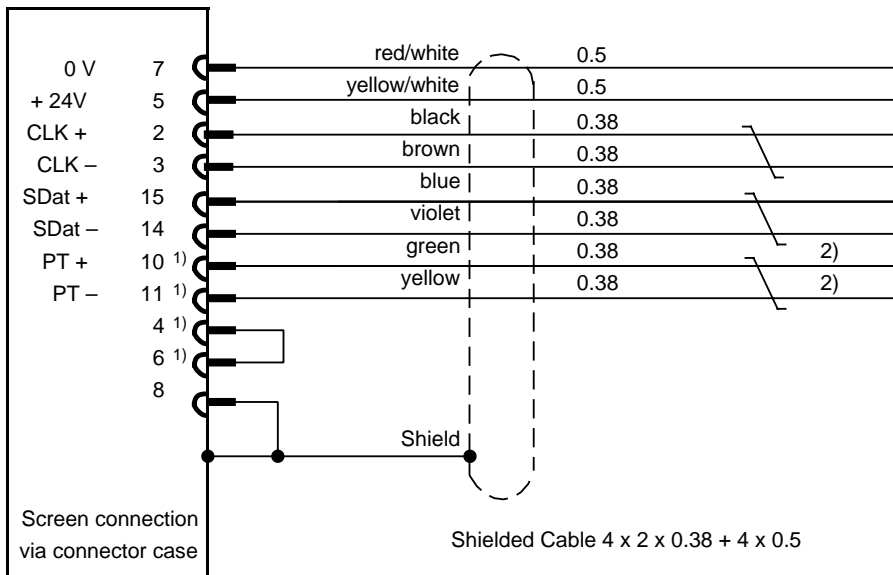 0 V 7 red/white 0.5
+ 24V 5 yellow/white 0.5
CLK + 2 black 0.38
CLK – 3 brown 0.38
SDat + 15 blue 0.38
SDat – 14 violet 0.38
PT + 10 1) green 0.38 2)
PT – 11 1) yellow 0.38 2)
4 1)
6 1)
8
Shield
Screen connection
via connector case
Shielded Cable 4 x 2 x 0.38 + 4 x 0.5